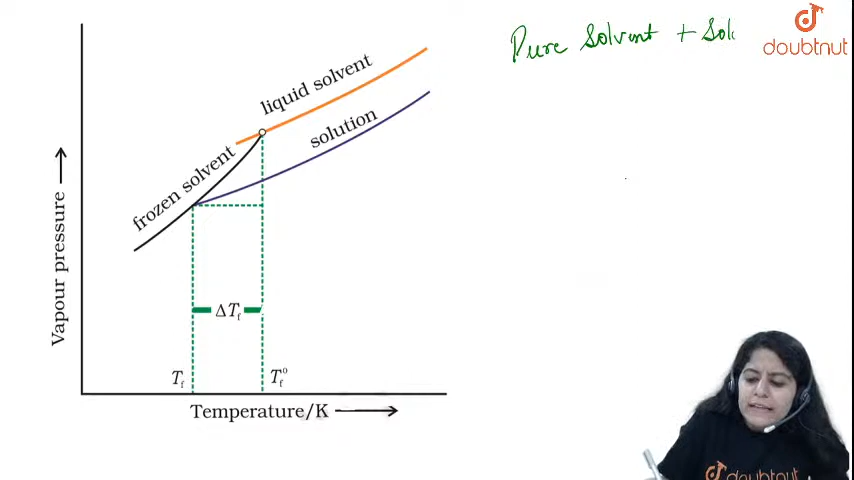 Pure Solvent + Sol
doubtnut
liquid solvent
solution
frozen solvent
Vapour pressure
ΔTf
Tf
Tf°
Temperature/K
doubtnut